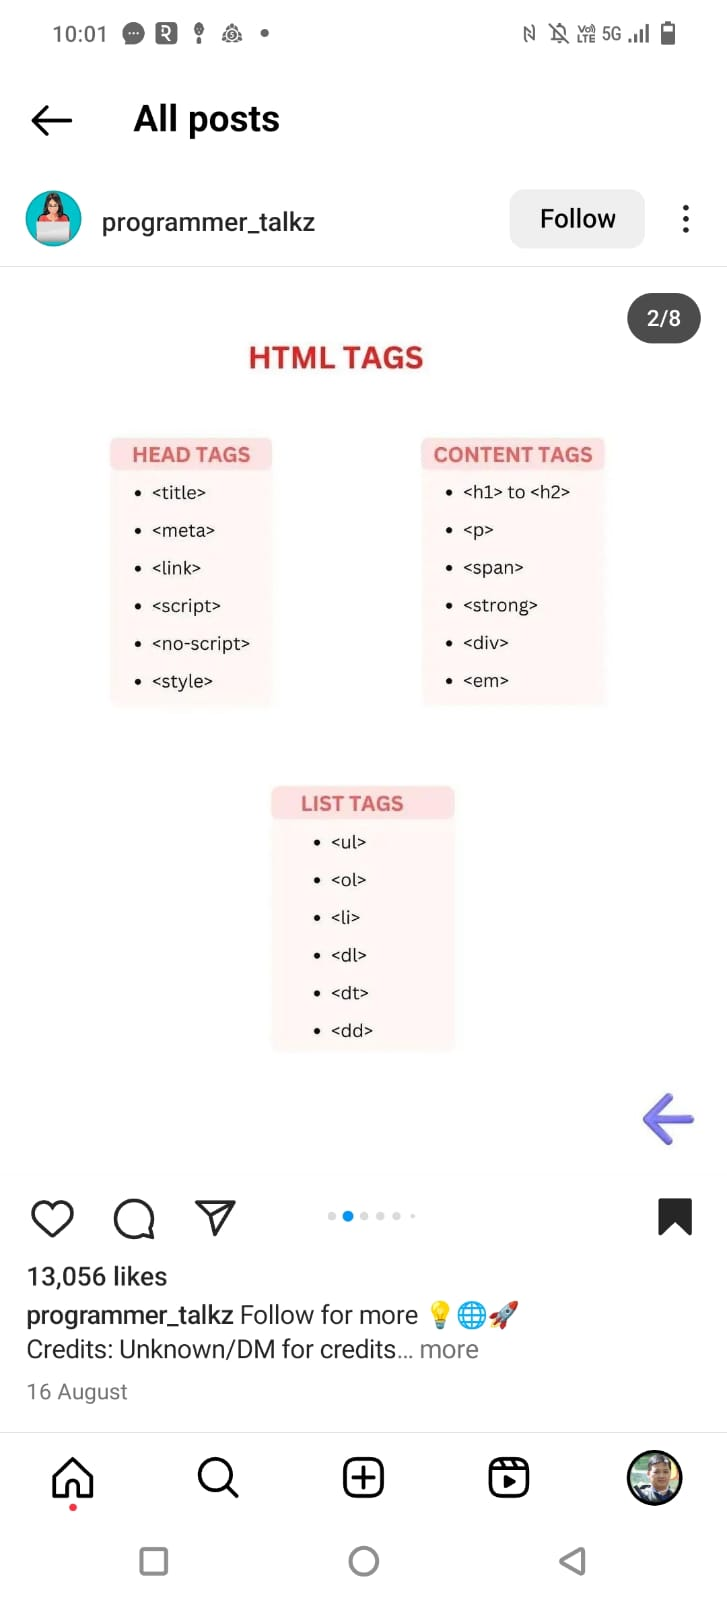 10:01
VoD
LTE 5G
All posts
programmer_talkz
Follow
2/8
HTML TAGS
HEAD TAGS
<title>
<meta>
<link>
<script>
<no-script>
<style>
CONTENT TAGS
<h1> to <h2>
<p>
<span>
<strong>
<div>
<em>
LIST TAGS
<ul>
<ol>
<li>
<dl>
<dt>
<dd>
13,056 likes
programmer_talkz Follow for more 💡🌐🚀
Credits: Unknown/DM for credits... more
16 August